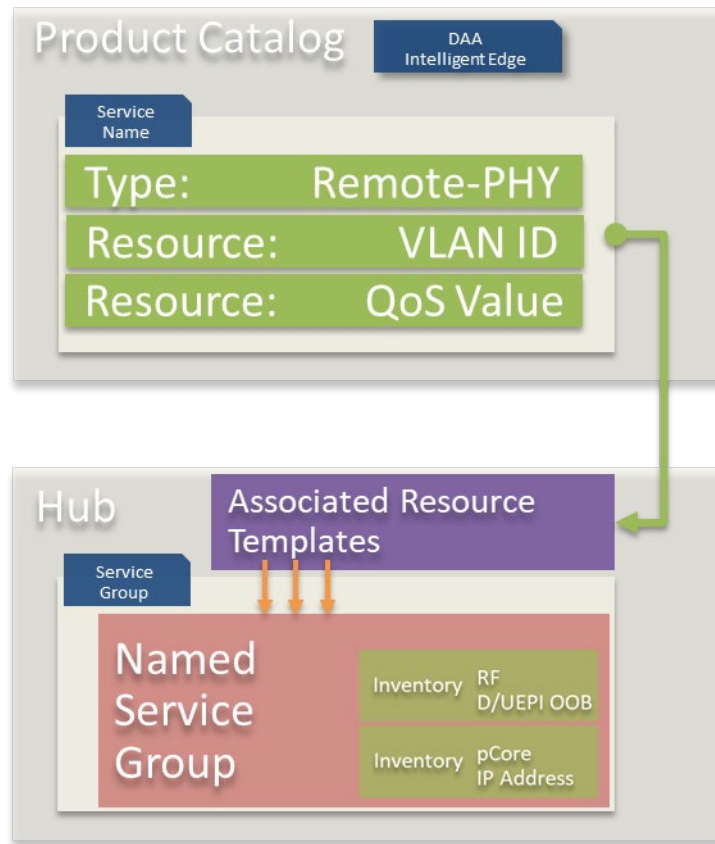 Product Catalog
DAA
Intelligent Edge
Service
Name
Type: Remote-PHY
Resource: VLAN ID
Resource: QoS Value
Hub
Associated Resource
Templates
Service
Group
Named
Service
Group
Inventory RF
D/UEPI OOB
Inventory pCore
IP Address